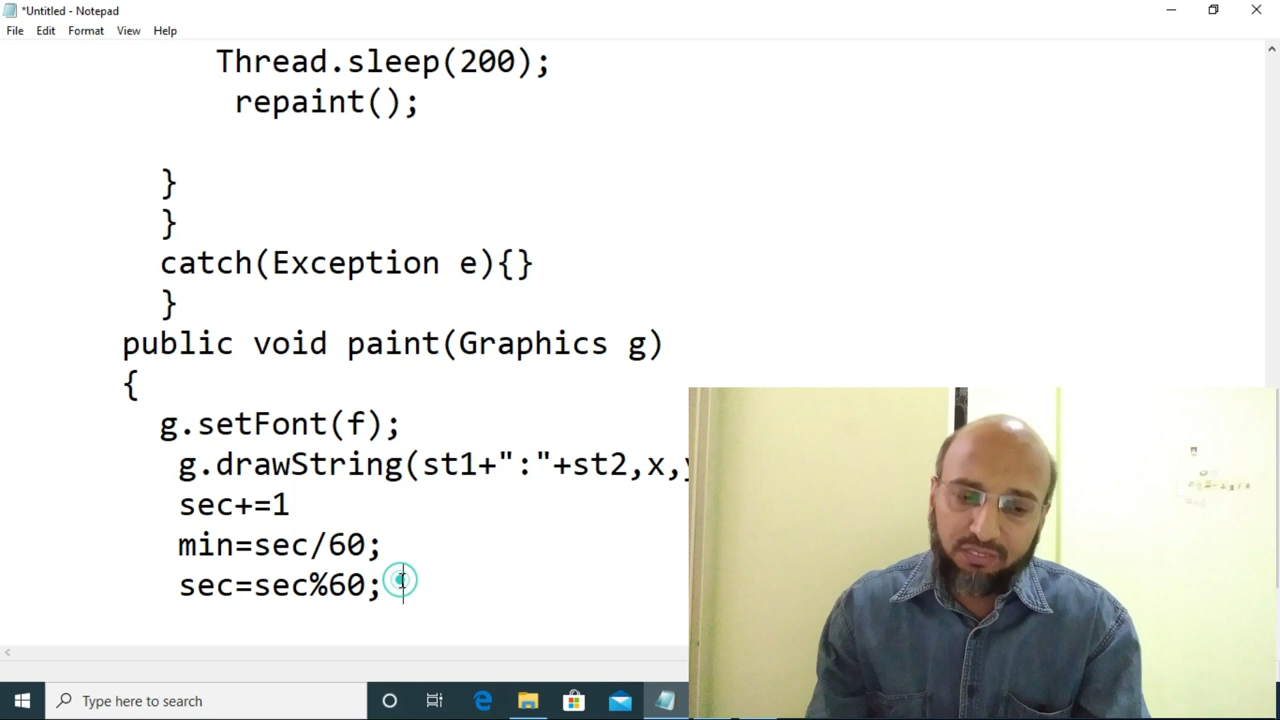 *Untitled - Notepad
File Edit Format View Help
Thread.sleep(200);
repaint();
}
}
catch(Exception e){}
}
public void paint(Graphics g)
{
g.setFont(f);
g.drawString(st1+":"+st2,x,
sec+=1
min=sec/60;
sec=sec%60;
Type here to search